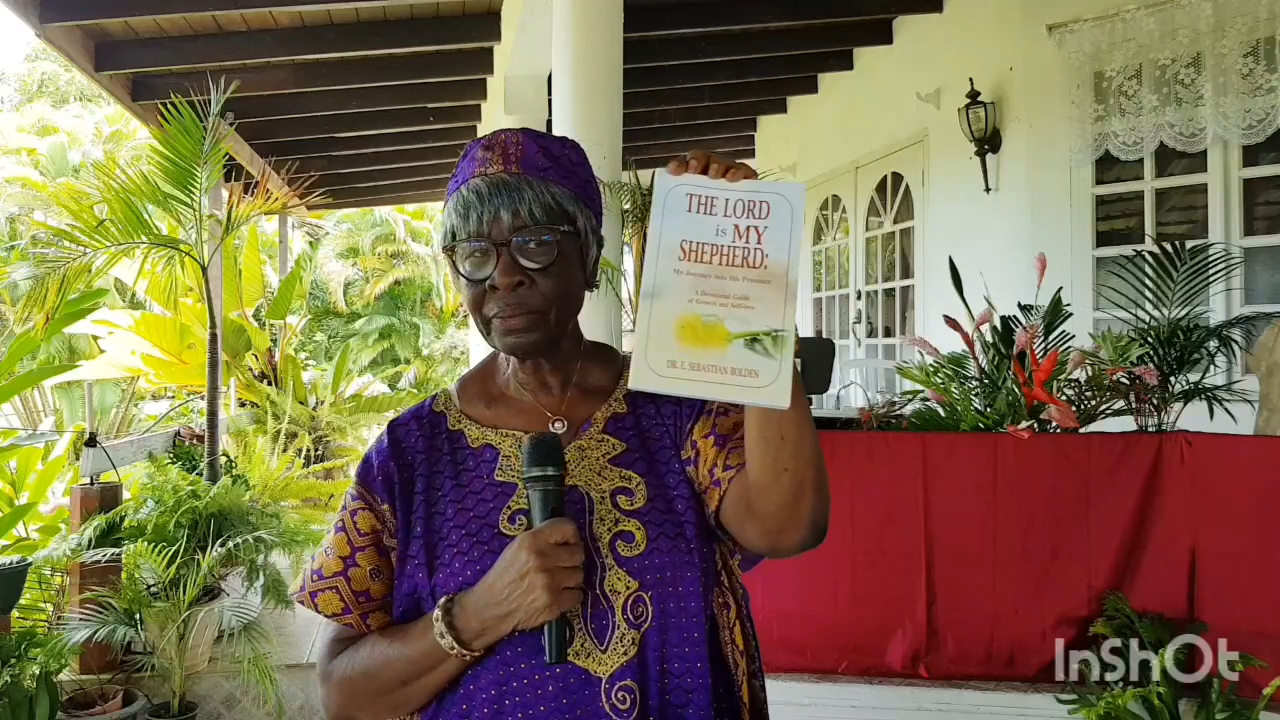 THE LORD
is MY
SHEPHERD:
My Journey into His Presence
A Devotional Guide
of Growth and Self-love
DR. E. SEBASTIAN BOLDEN
InShOt